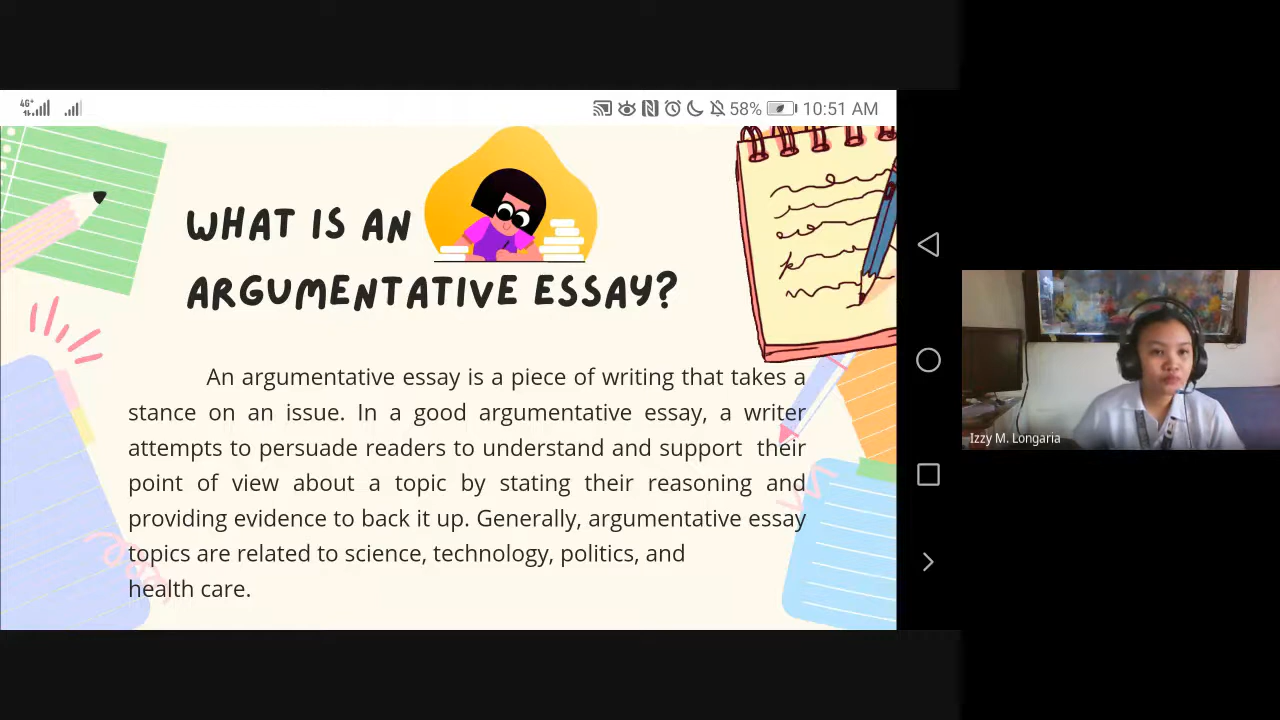 4G+
58% 10:51 AM
WHAT IS AN
ARGUMENTATIVE ESSAY?
An argumentative essay is a piece of writing that takes a
stance on an issue. In a good argumentative essay, a writer
attempts to persuade readers to understand and support their
point of view about a topic by stating their reasoning and
providing evidence to back it up. Generally, argumentative essay
topics are related to science, technology, politics, and
health care.
Izzy M. Longaria